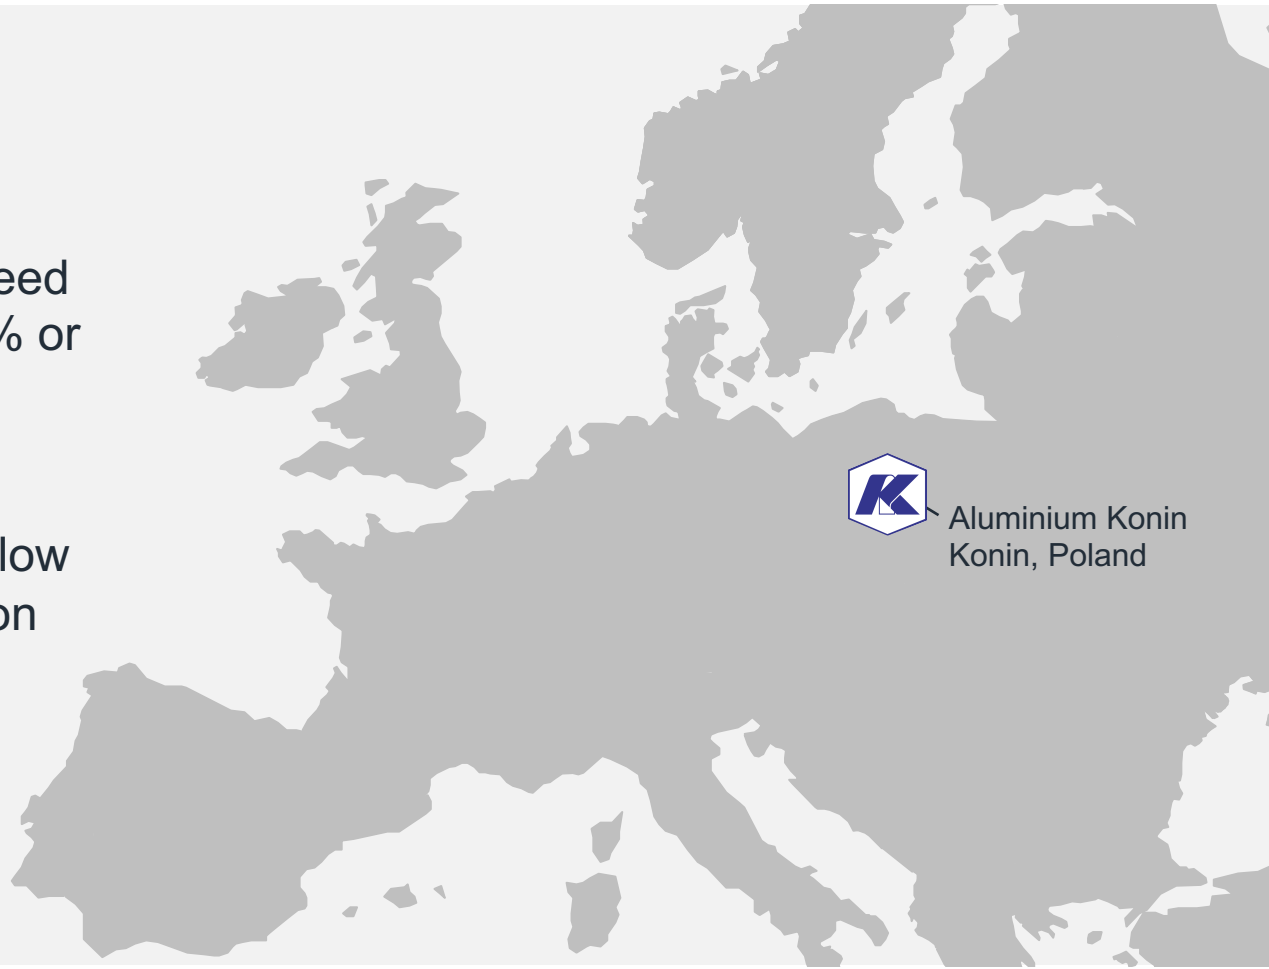 eed
% or
low
on
Aluminium Konin
Konin, Poland